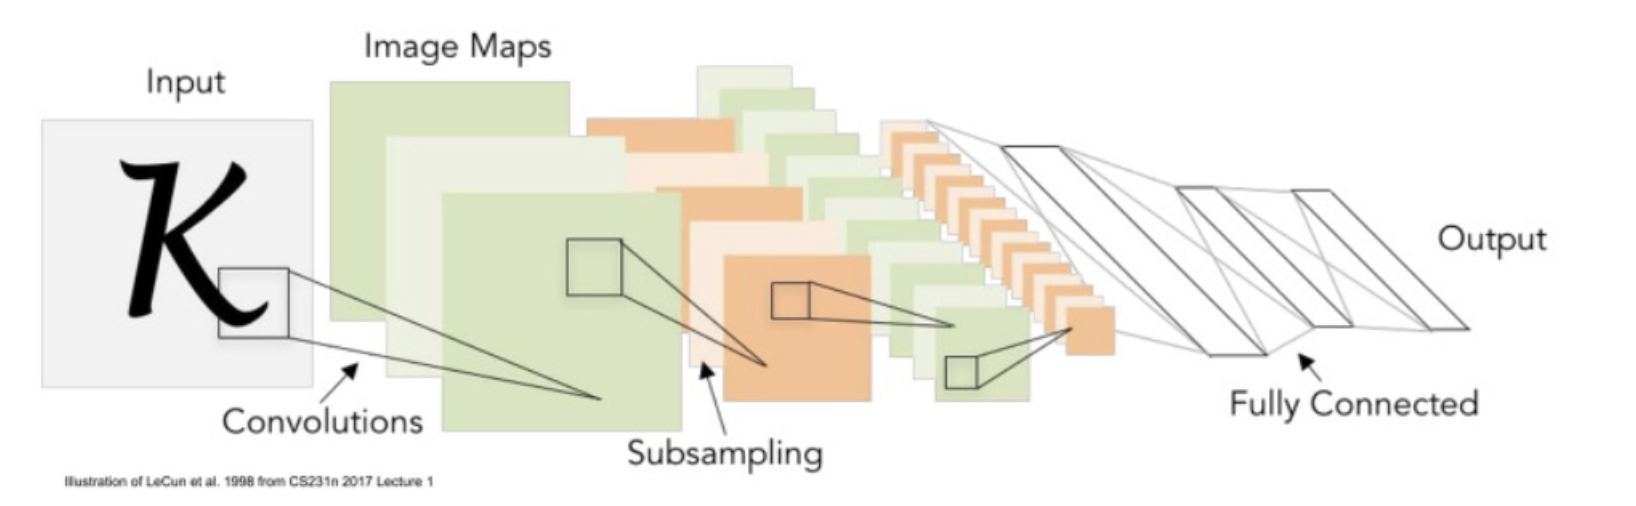 Image Maps
Input
K
Output
Convolutions
Fully Connected
Subsampling
Illustration of LeCun et al. 1998 from CS231n 2017 Lecture 1